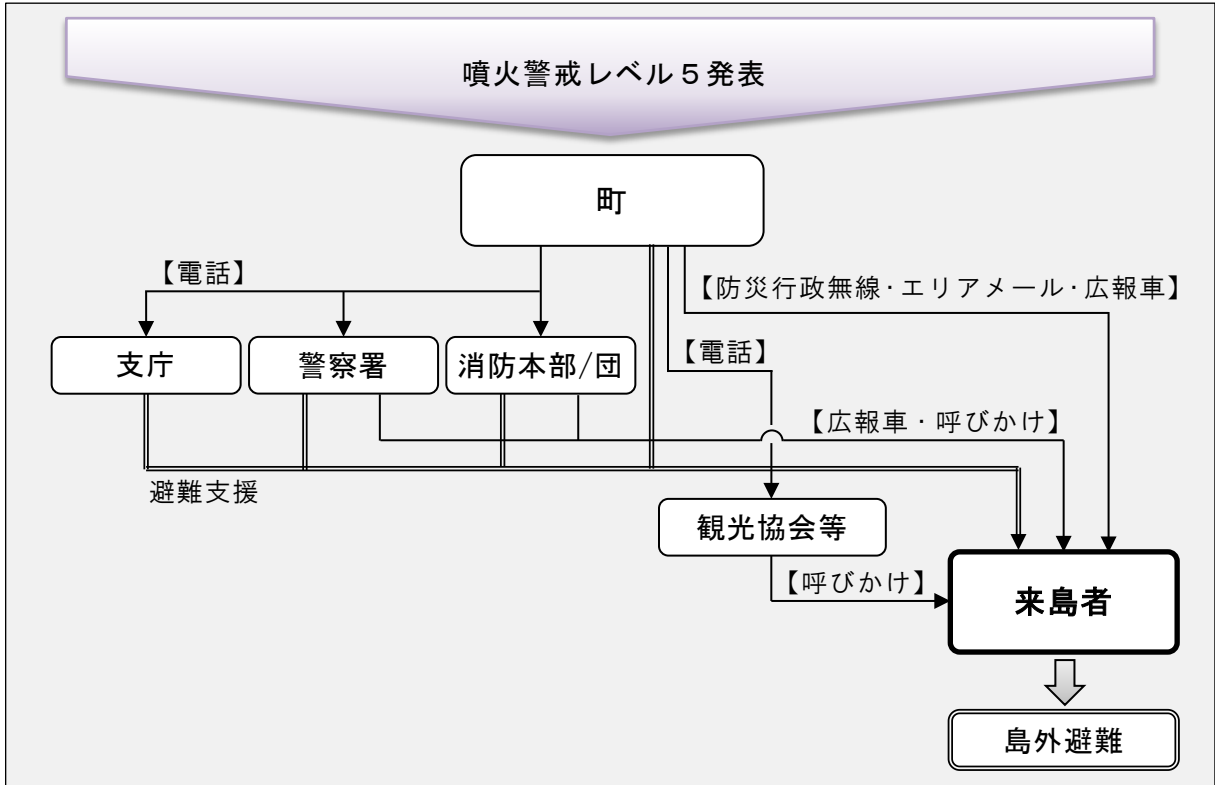 噴火警戒レベル５発表
町
【電話】
【防災行政無線・エリアメール・広報車】
支庁
警察署
消防本部/団
【電話】
【広報車・呼びかけ】
避難支援
観光協会等
【呼びかけ】
来島者
島外避難